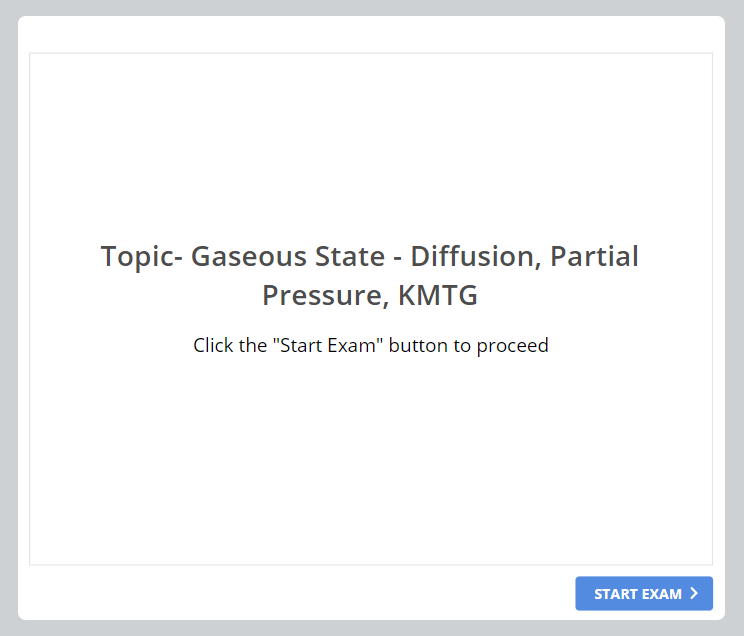 Topic- Gaseous State - Diffusion, Partial
Pressure, KMTG
Click the "Start Exam" button to proceed
START EXAM